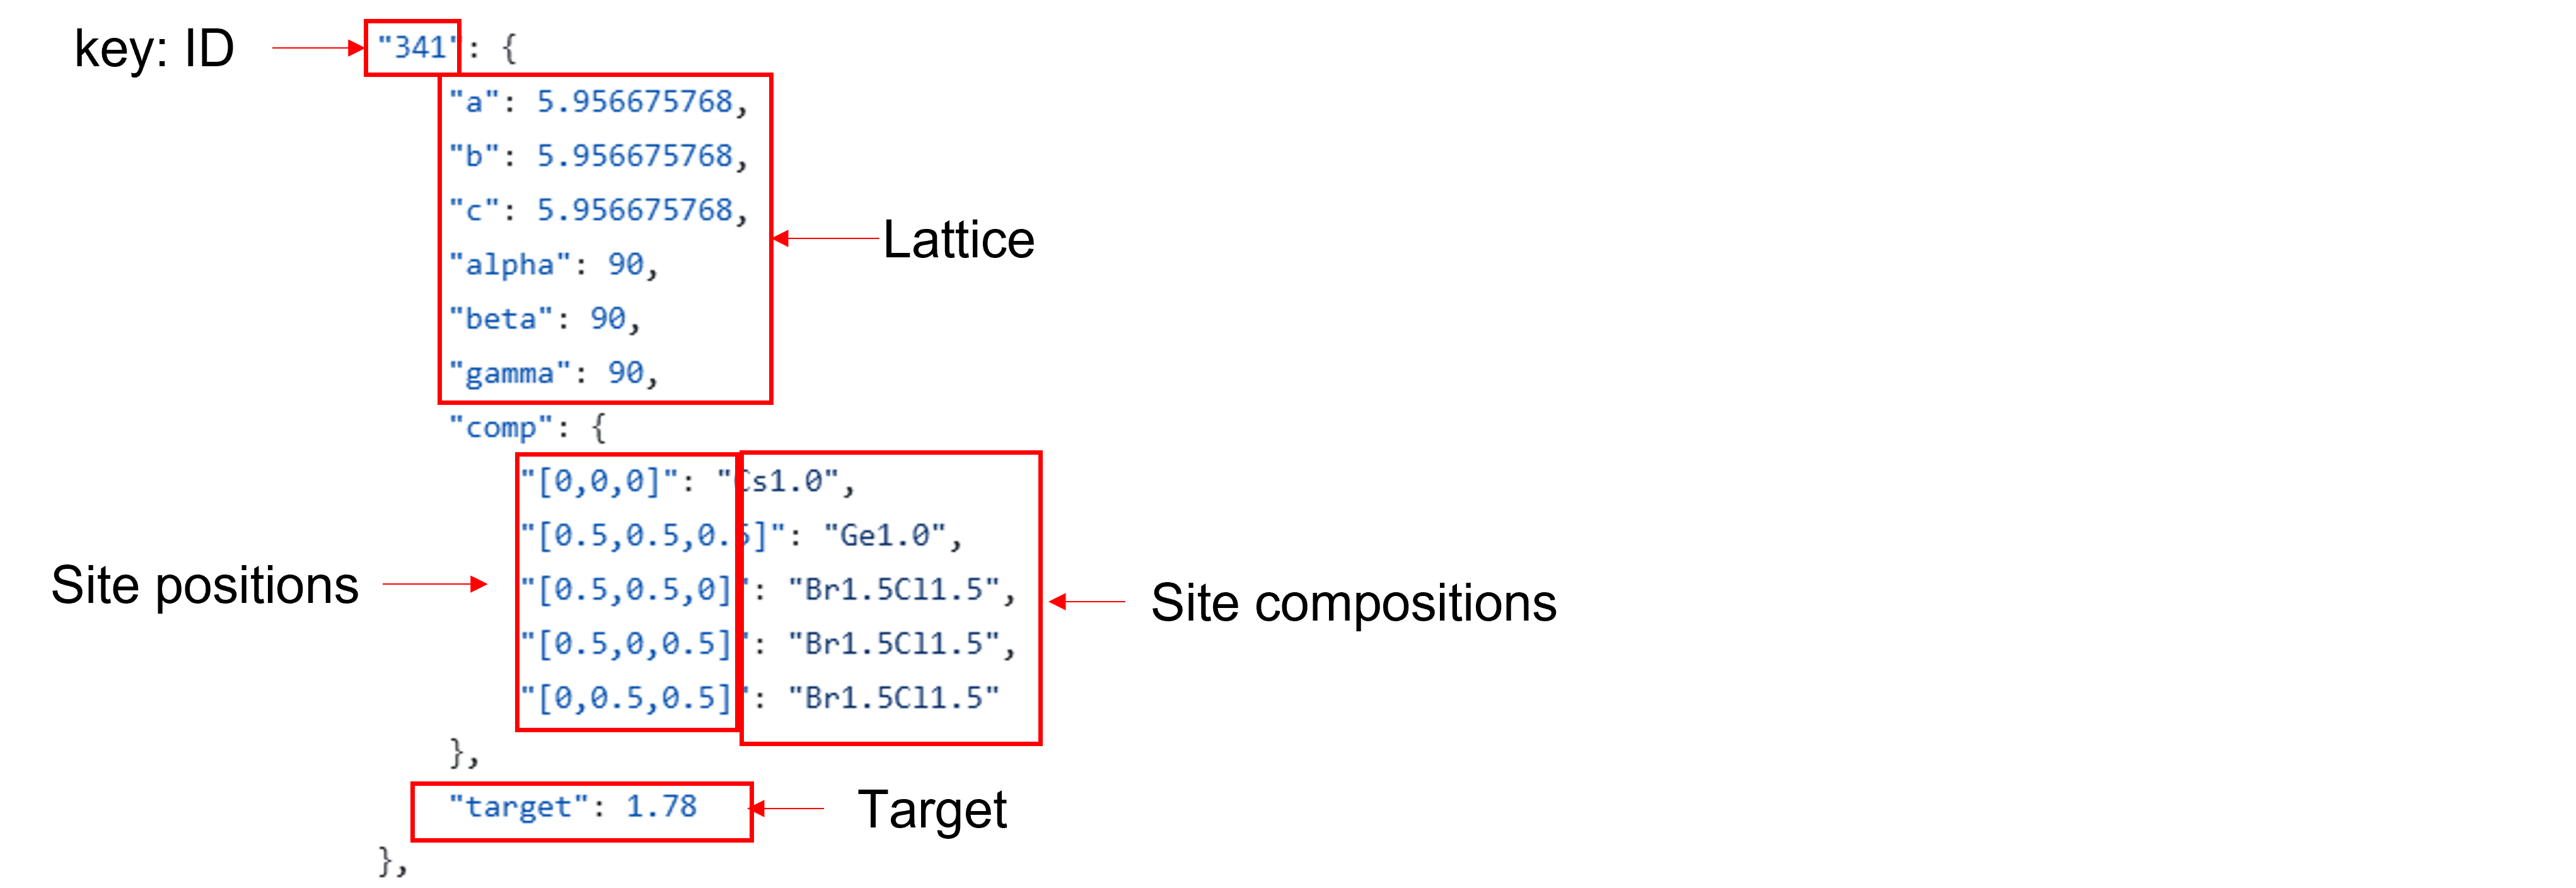 key: ID
"341": {
"a": 5.956675768,
"b": 5.956675768,
"c": 5.956675768,
Lattice
"alpha": 90,
"beta": 90,
"gamma": 90,
"comp": {
"[0,0,0]": "Cs1.0",
"[0.5,0.5,0.5]": "Ge1.0",
Site positions
"[0.5,0.5,0]": "Br1.5Cl1.5",
Site compositions
"[0.5,0,0.5]": "Br1.5Cl1.5",
"[0,0.5,0.5]": "Br1.5Cl1.5"
},
"target": 1.78
Target
},